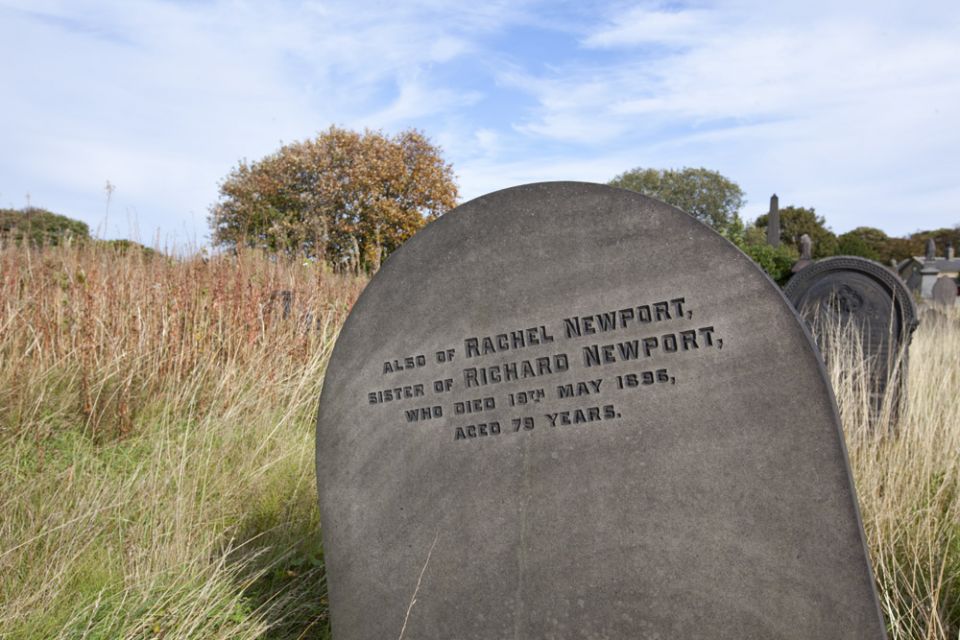 ALSO OF RACHEL NEWPORT,
SISTER OF RICHARD NEWPORT,
WHO DIED 19TH MAY 1896,
AGED 79 YEARS.